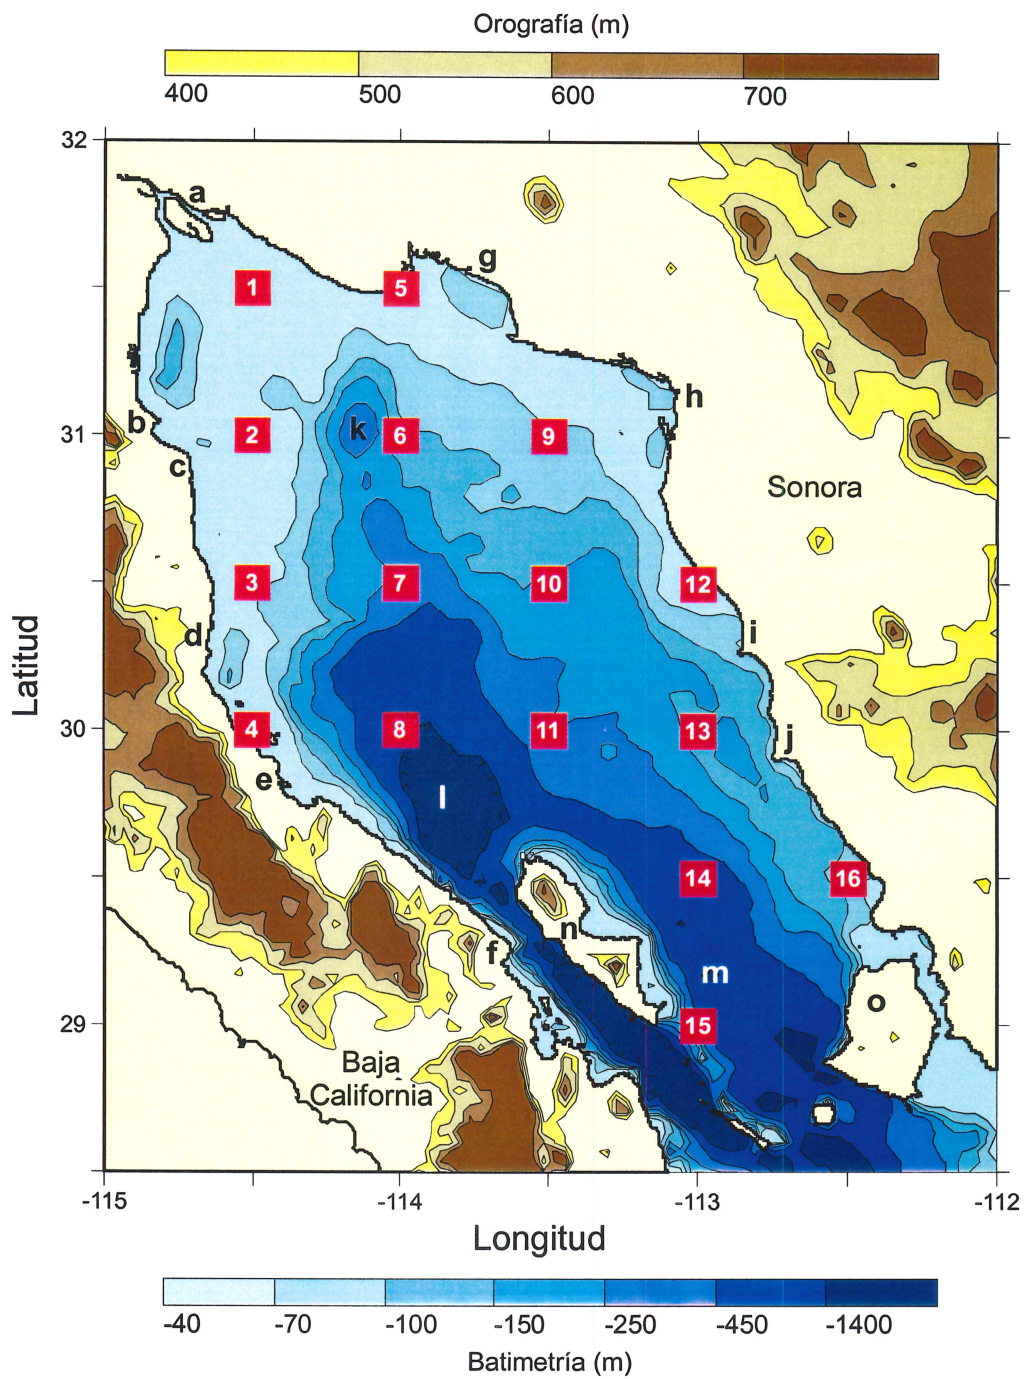 Orografía (m)
400 500 600 700
32
a
g
1 5
h
k
b
31
2 6 9
c
Sonora
3 7 10 12
d
i
Latitud
30
4 8 11 13
j
e
l
14 16
n
f
m
o
29
15
Baja
California
-115 -114 -113 -112
Longitud
-40 -70 -100 -150 -250 -450 -1400
Batimetría (m)